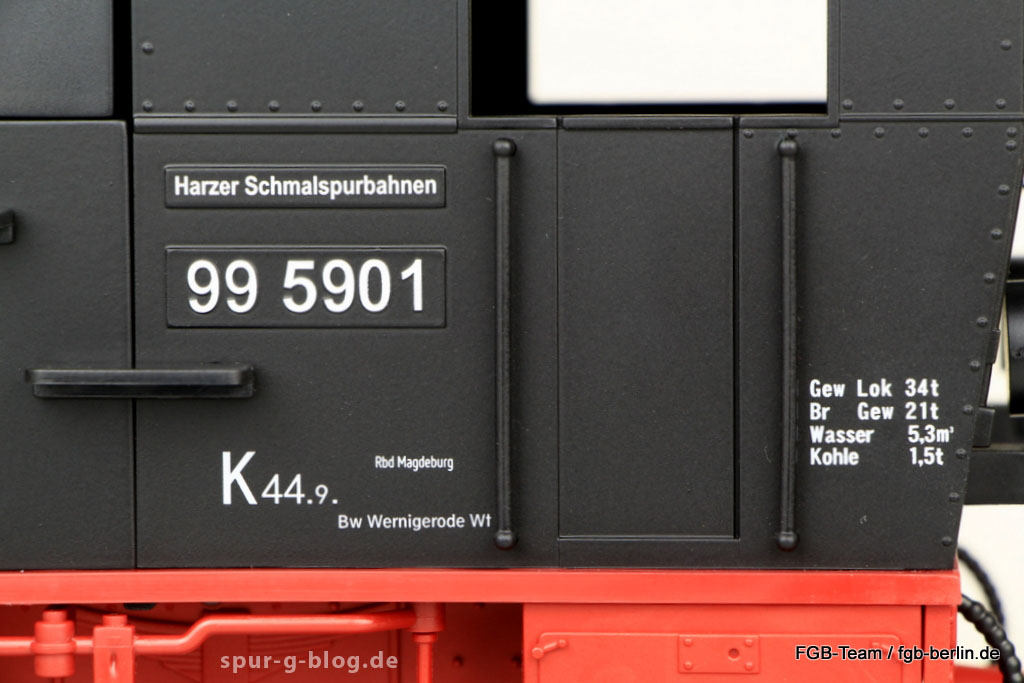 Harzer Schmalspurbahnen
99 5901
K 44.9.
Rbd Magdeburg
Bw Wernigerode Wt
Gew Lok 34t
Br Gew 21t
Wasser 5,3m³
Kohle 1,5t
spur-g-blog.de
FGB-Team / fgb-berlin.de